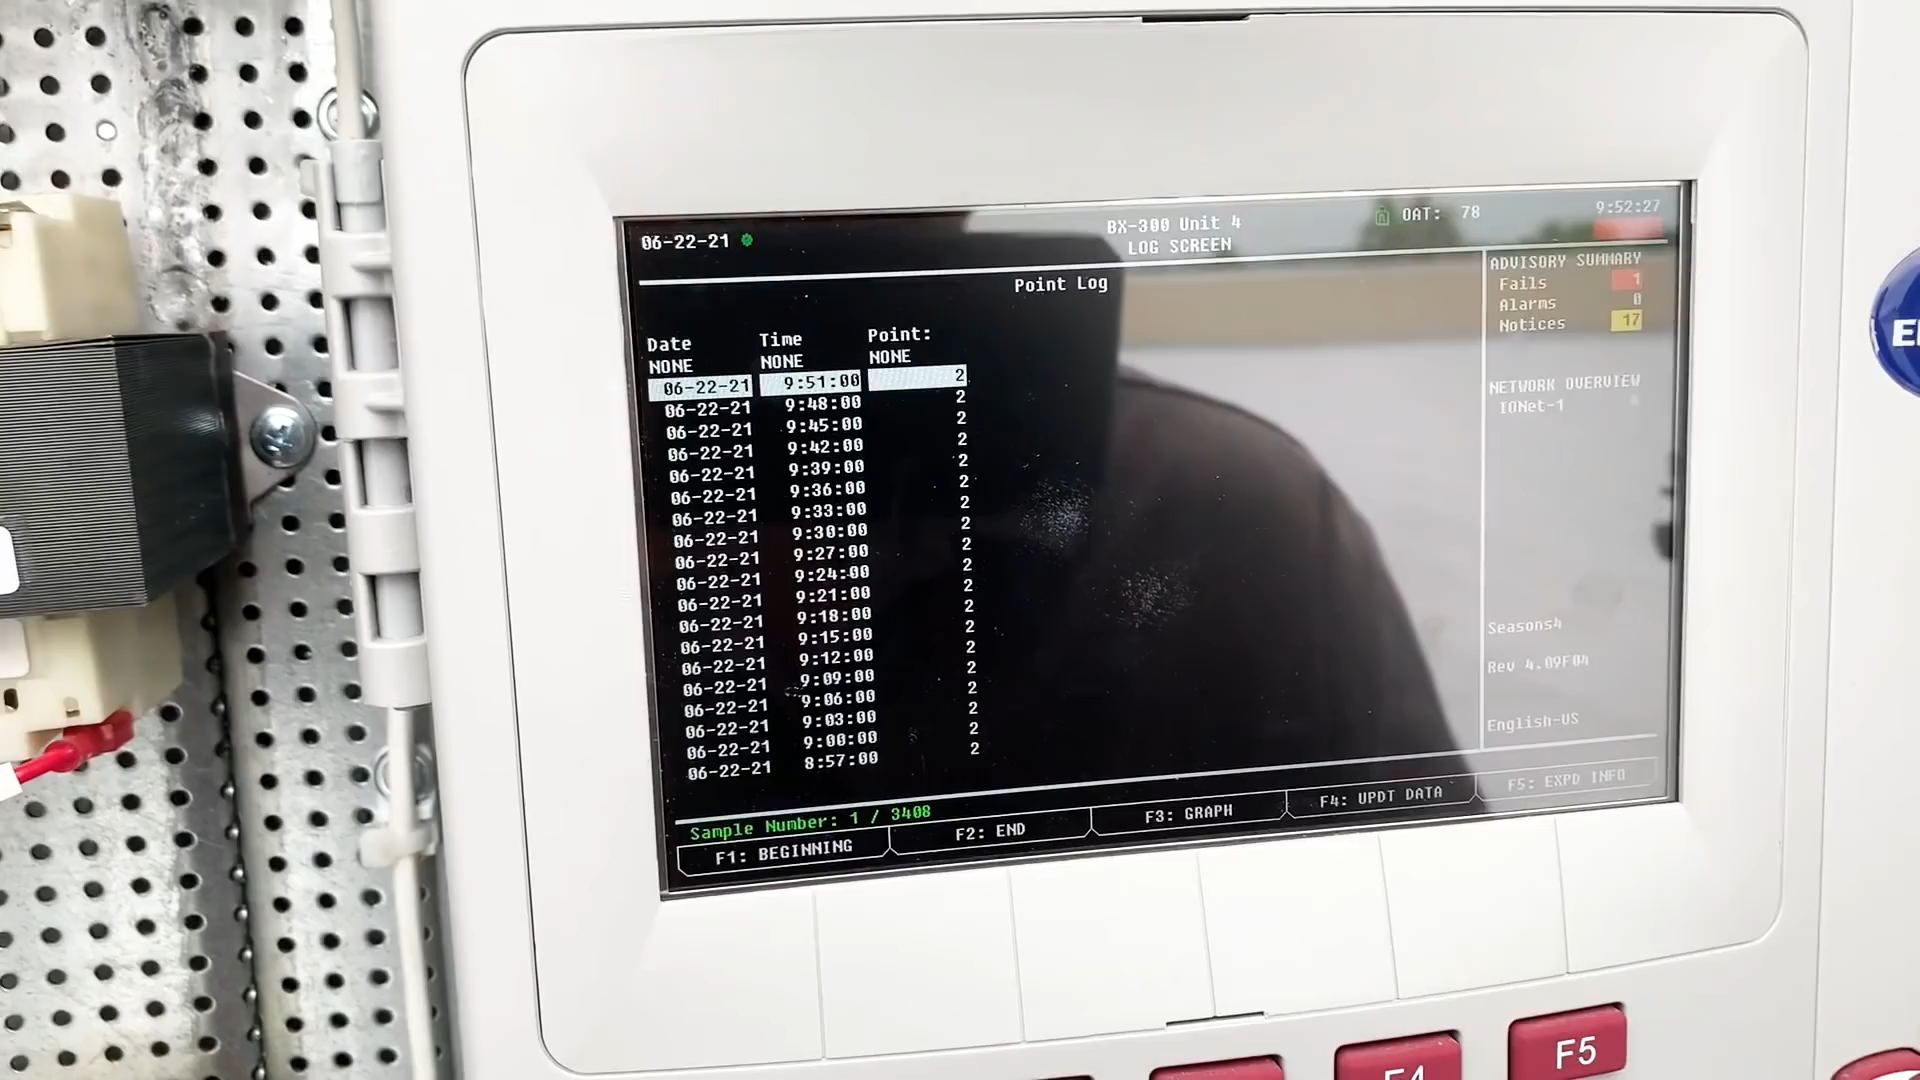 06-22-21
BX-300 Unit 4
LOG SCREEN
OAT: 78
9:52:27
Point Log
Date Time Point:
NONE NONE NONE
06-22-21 9:51:00 2
06-22-21 9:48:00 2
06-22-21 9:45:00 2
06-22-21 9:42:00 2
06-22-21 9:39:00 2
06-22-21 9:36:00 2
06-22-21 9:33:00 2
06-22-21 9:30:00 2
06-22-21 9:27:00 2
06-22-21 9:24:00 2
06-22-21 9:21:00 2
06-22-21 9:18:00 2
06-22-21 9:15:00 2
06-22-21 9:12:00 2
06-22-21 9:09:00 2
06-22-21 9:06:00 2
06-22-21 9:03:00 2
06-22-21 9:00:00 2
06-22-21 8:57:00 2
ADVISORY SUMMARY
Fails 1
Alarms 0
Notices 17
NETWORK OVERVIEW
IONet-1
Seasons4
Rev 4.09F04
English-US
Sample Number: 1 / 3408
F1: BEGINNING
F2: END
F3: GRAPH
F4: UPDT DATA
F5: EXPD INFO
F4
F5